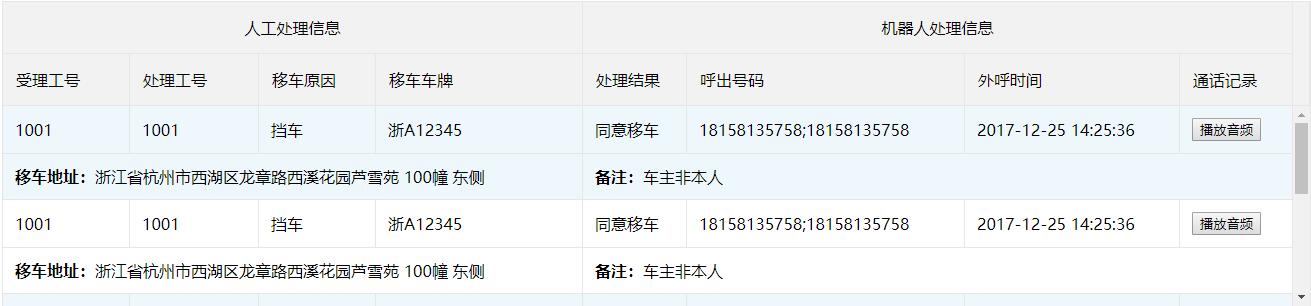 人工处理信息 机器人处理信息
受理工号 处理工号 移车原因 移车车牌 处理结果 呼出号码 外呼时间 通话记录
1001 1001 挡车 浙A12345 同意移车 18158135758;18158135758 2017-12-25 14:25:36 播放音频
移车地址：浙江省杭州市西湖区龙章路西溪花园芦雪苑 100幢 东侧 备注：车主非本人
1001 1001 挡车 浙A12345 同意移车 18158135758;18158135758 2017-12-25 14:25:36 播放音频
移车地址：浙江省杭州市西湖区龙章路西溪花园芦雪苑 100幢 东侧 备注：车主非本人